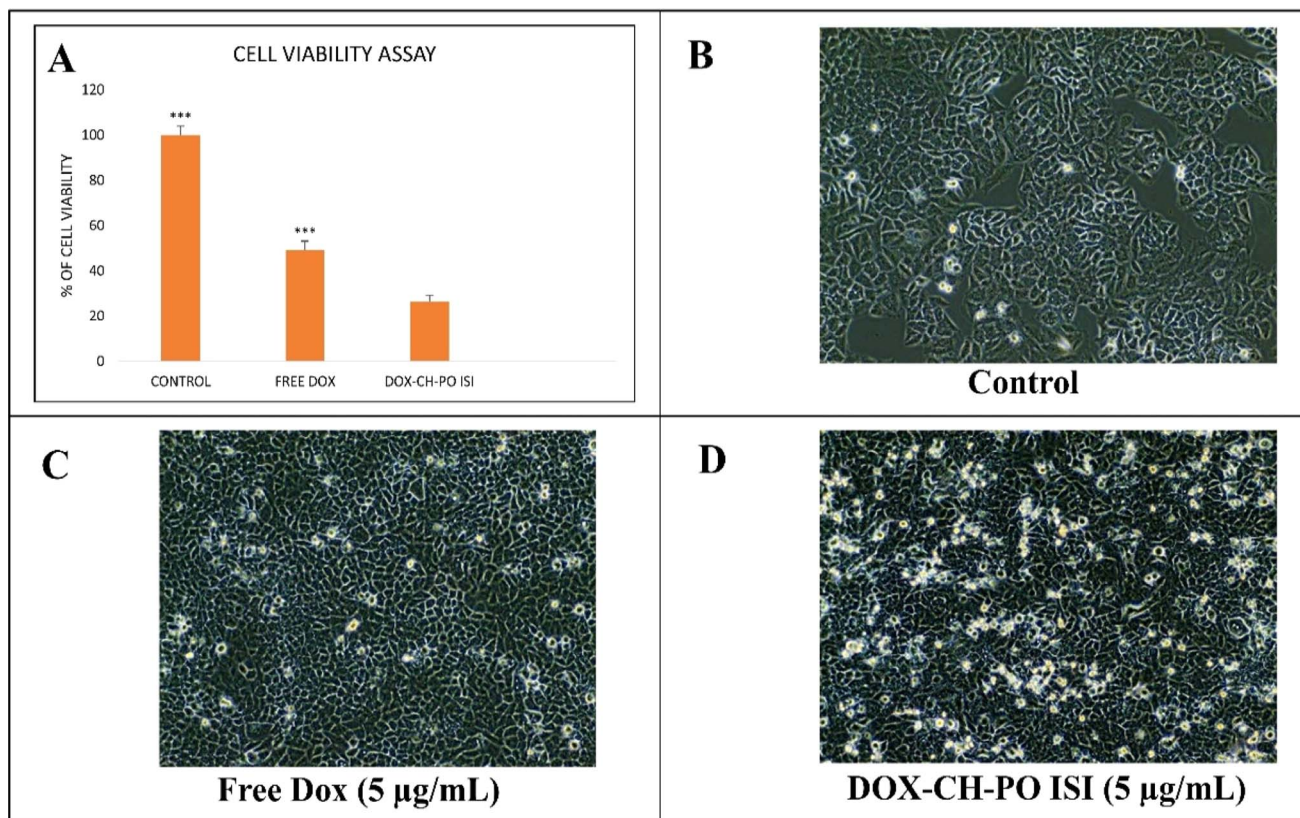 A
CELL VIABILITY ASSAY
% OF CELL VIABILITY
120
100
80
60
40
20
0
***
***
CONTROL
FREE DOX
DOX-CH-PO ISI
B
Control
C
Free Dox (5 µg/mL)
D
DOX-CH-PO ISI (5 µg/mL)